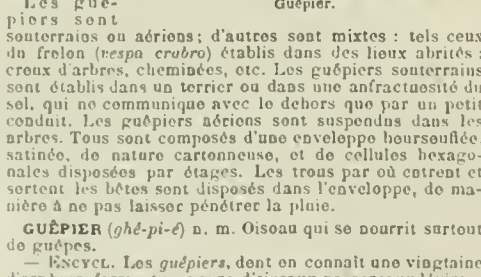 Les guê-
piers sont
Guêpier.
souterrains ou aériens; d'autres sont mixtes : tels ceux
du frelon (vespa crabro) établis dans des lieux abrités :
creux d'arbres, cheminées, etc. Les guêpiers souterrains
sont établis dans un terrier ou dans une anfractuosité du
sol, qui ne communique avec le dehors que par un petit
conduit. Les guêpiers aériens sont suspendus dans les
arbres. Tous sont composés d'une enveloppe boursouflée,
satinée, de nature cartonneuse, et de cellules hexago-
nales disposées par étages. Les trous par où entrent et
sortent les bêtes sont disposés dans l'enveloppe, de ma-
nière à ne pas laisser pénétrer la pluie.
GUÊPIER (ghê-pi-é) n. m. Oiseau qui se nourrit surtout
de guêpes.
— ENCYCL. Les guêpiers, dont on connaît une vingtaine